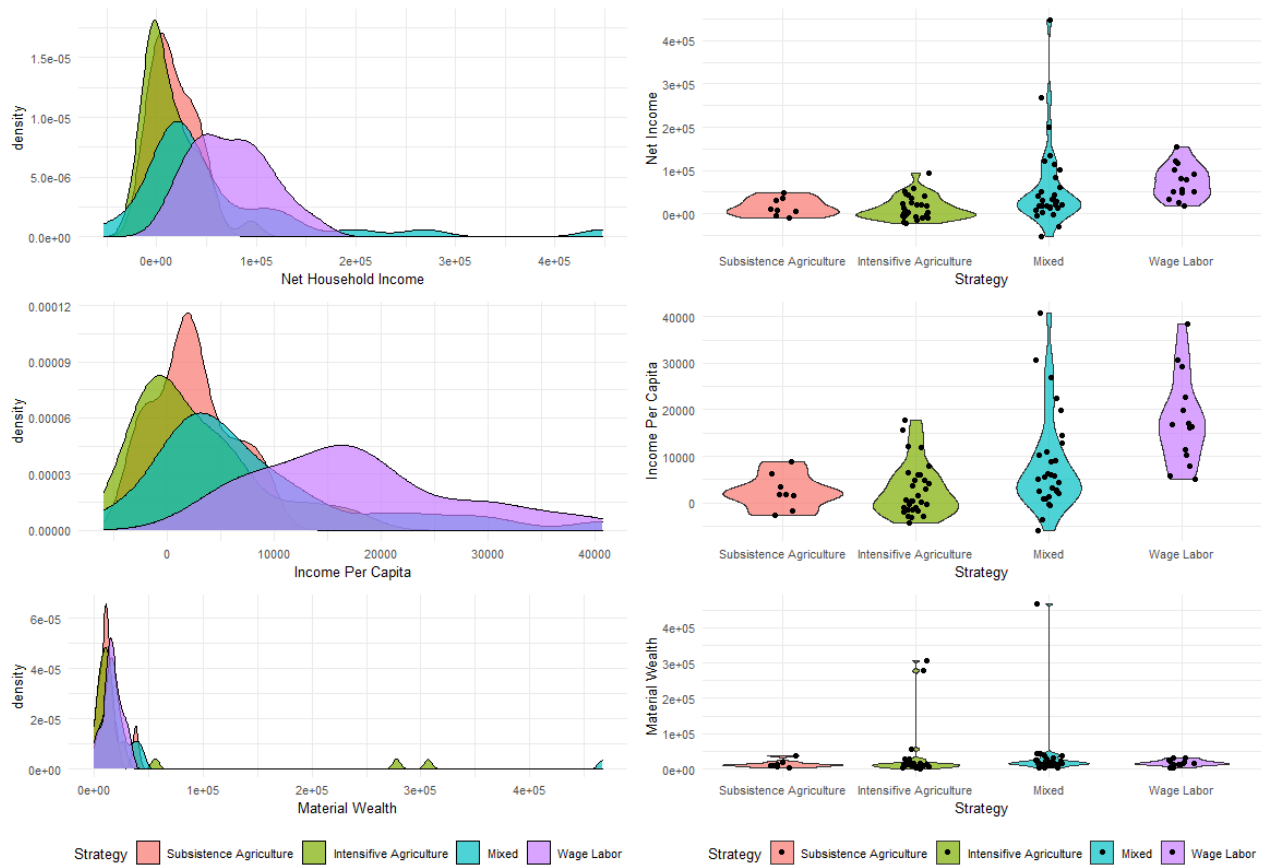 density
1.5e-05
1.0e-05
5.0e-06
0.0e+00
0e+00 1e+05 2e+05 3e+05 4e+05
Net Household Income
Net Income
4e+05
3e+05
2e+05
1e+05
0e+00
Subsistence Agriculture Intensifive Agriculture Mixed Wage Labor
Strategy
density
0.00012
0.00009
0.00006
0.00003
0.00000
0 10000 20000 30000 40000
Income Per Capita
Income Per Capita
40000
30000
20000
10000
0
Subsistence Agriculture Intensifive Agriculture Mixed Wage Labor
Strategy
density
6e-05
4e-05
2e-05
0e+00
0e+00 1e+05 2e+05 3e+05 4e+05
Material Wealth
Material Wealth
4e+05
3e+05
2e+05
1e+05
0e+00
Subsistence Agriculture Intensifive Agriculture Mixed Wage Labor
Strategy
Strategy Subsistence Agriculture Intensifive Agriculture Mixed Wage Labor
Strategy Subsistence Agriculture Intensifive Agriculture Mixed Wage Labor